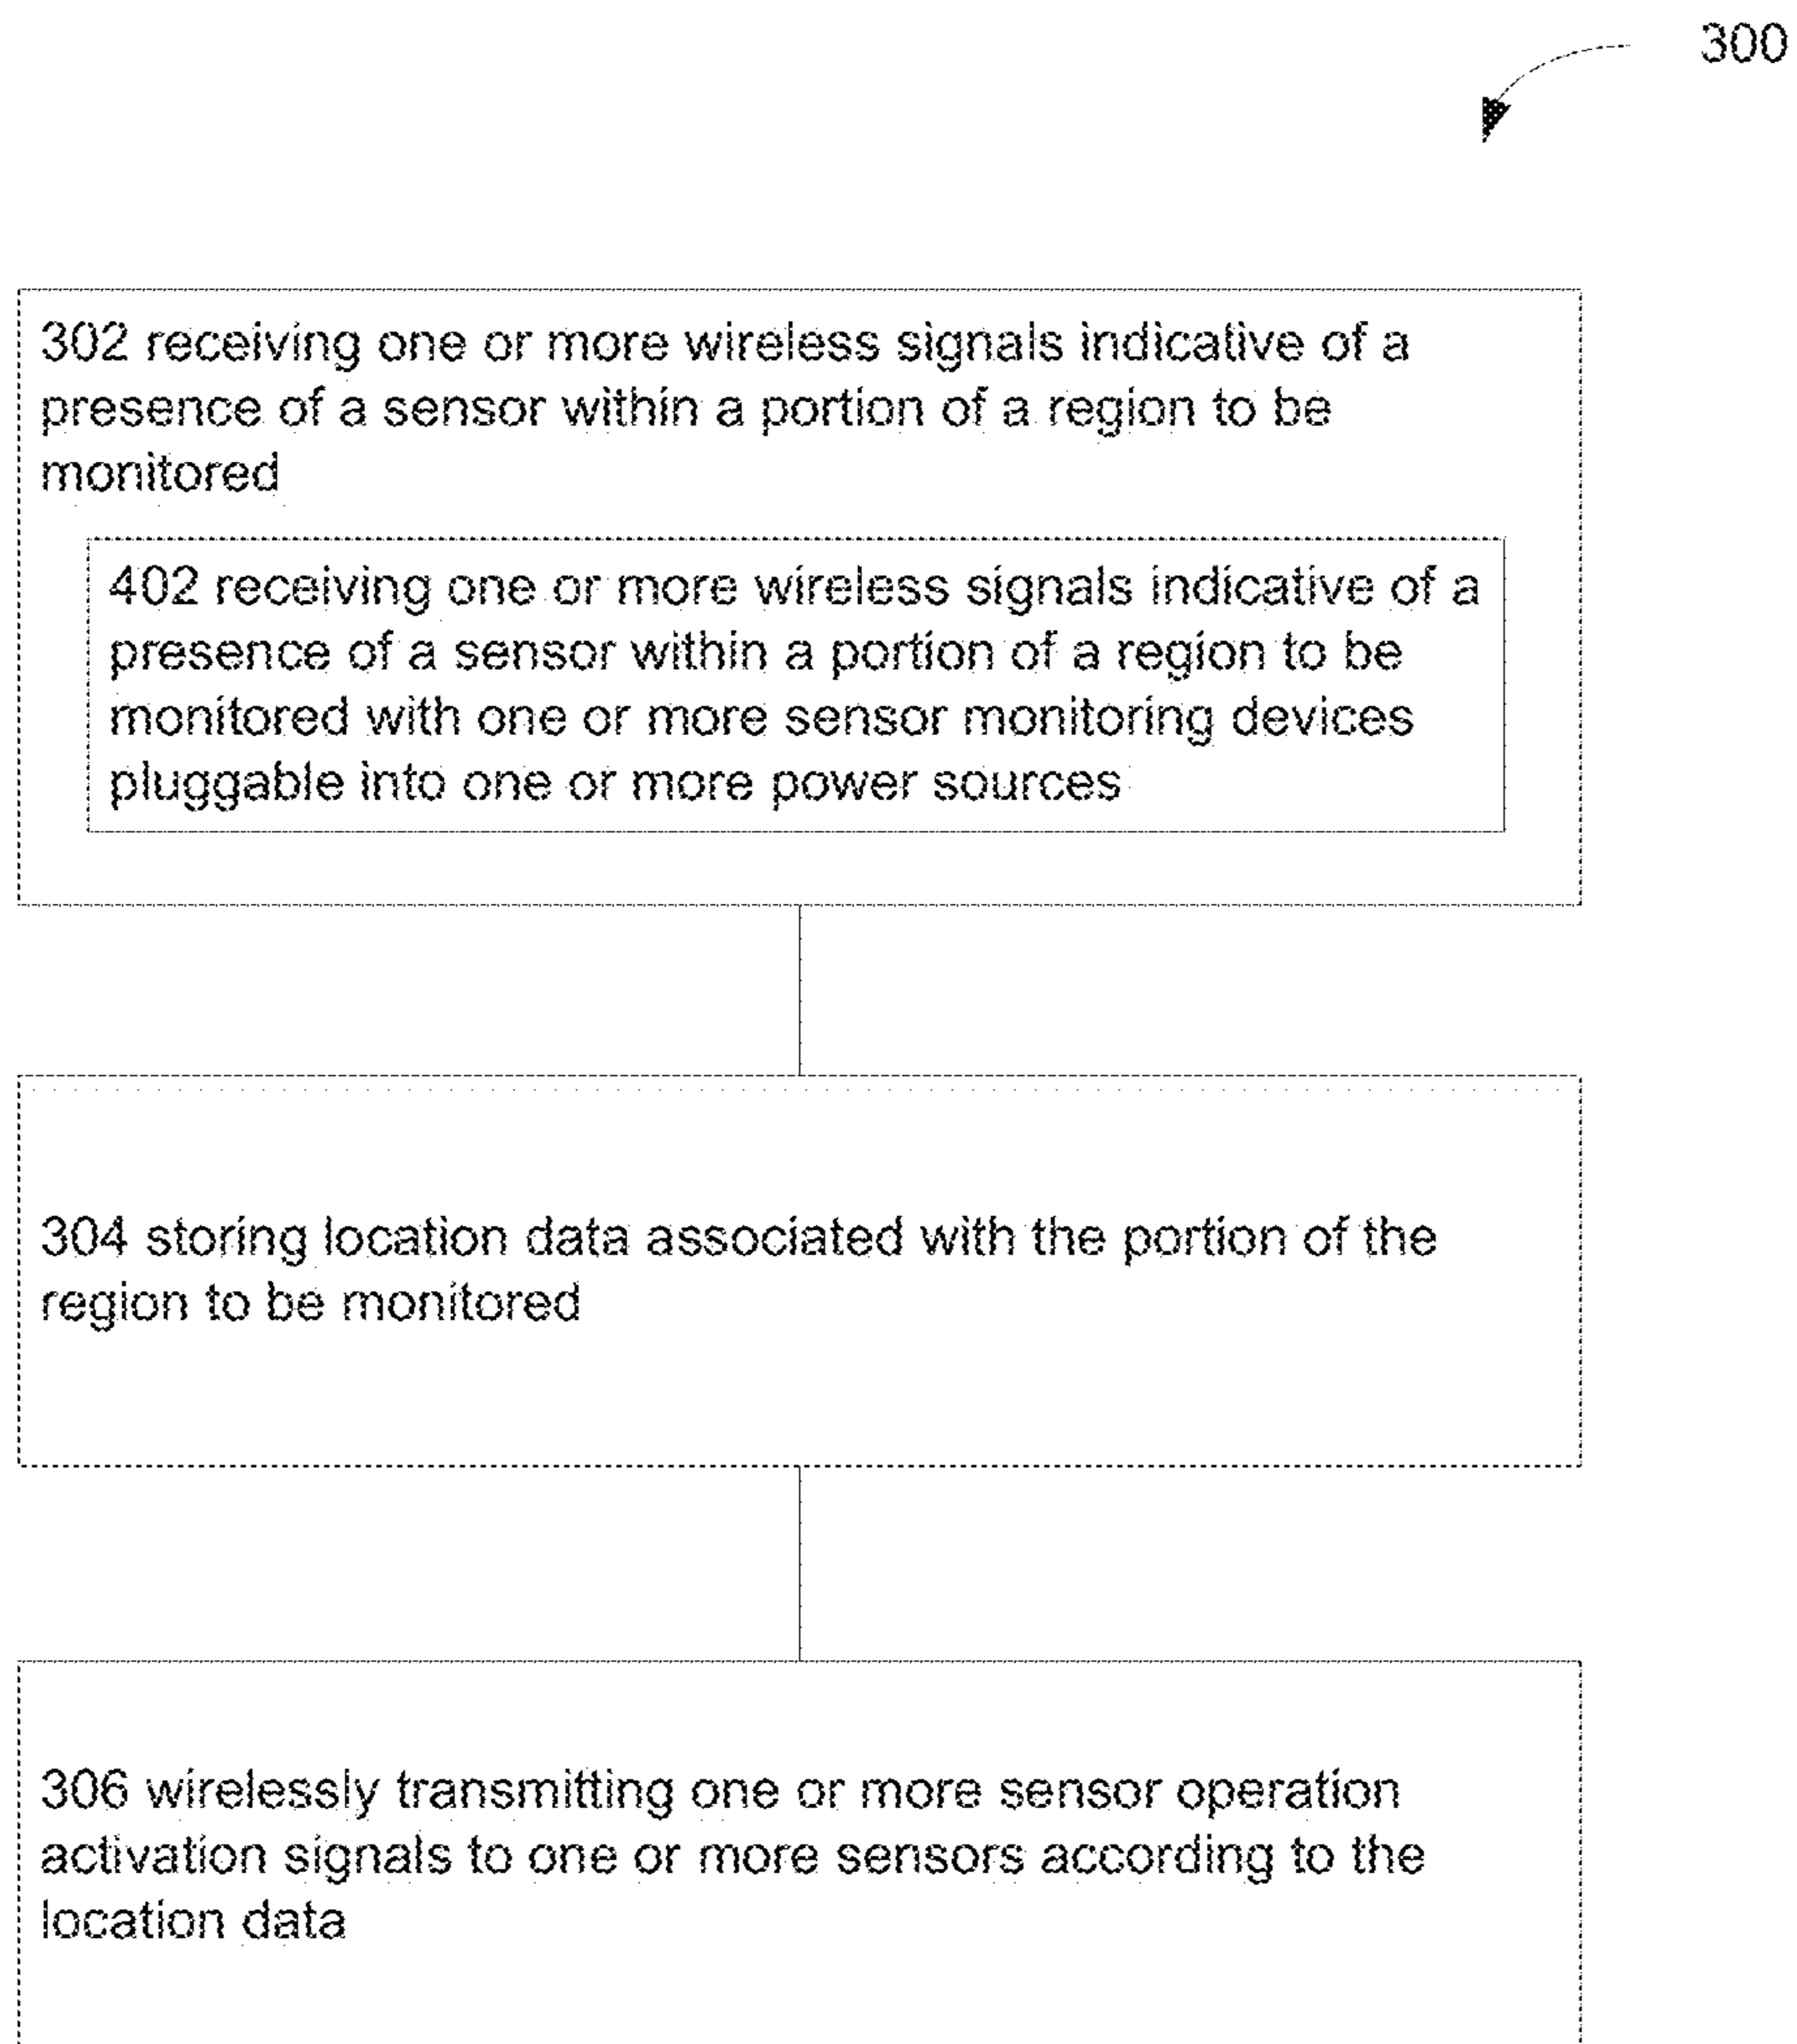 300
302 receiving one or more wireless signals indicative of a
presence of a sensor within a portion of a region to be
monitored
402 receiving one or more wireless signals indicative of a
presence of a sensor within a portion of a region to be
monitored with one or more sensor monitoring devices
pluggable into one or more power sources
304 storing location data associated with the portion of the
region to be monitored
306 wirelessly transmitting one or more sensor operation
activation signals to one or more sensors according to the
location data